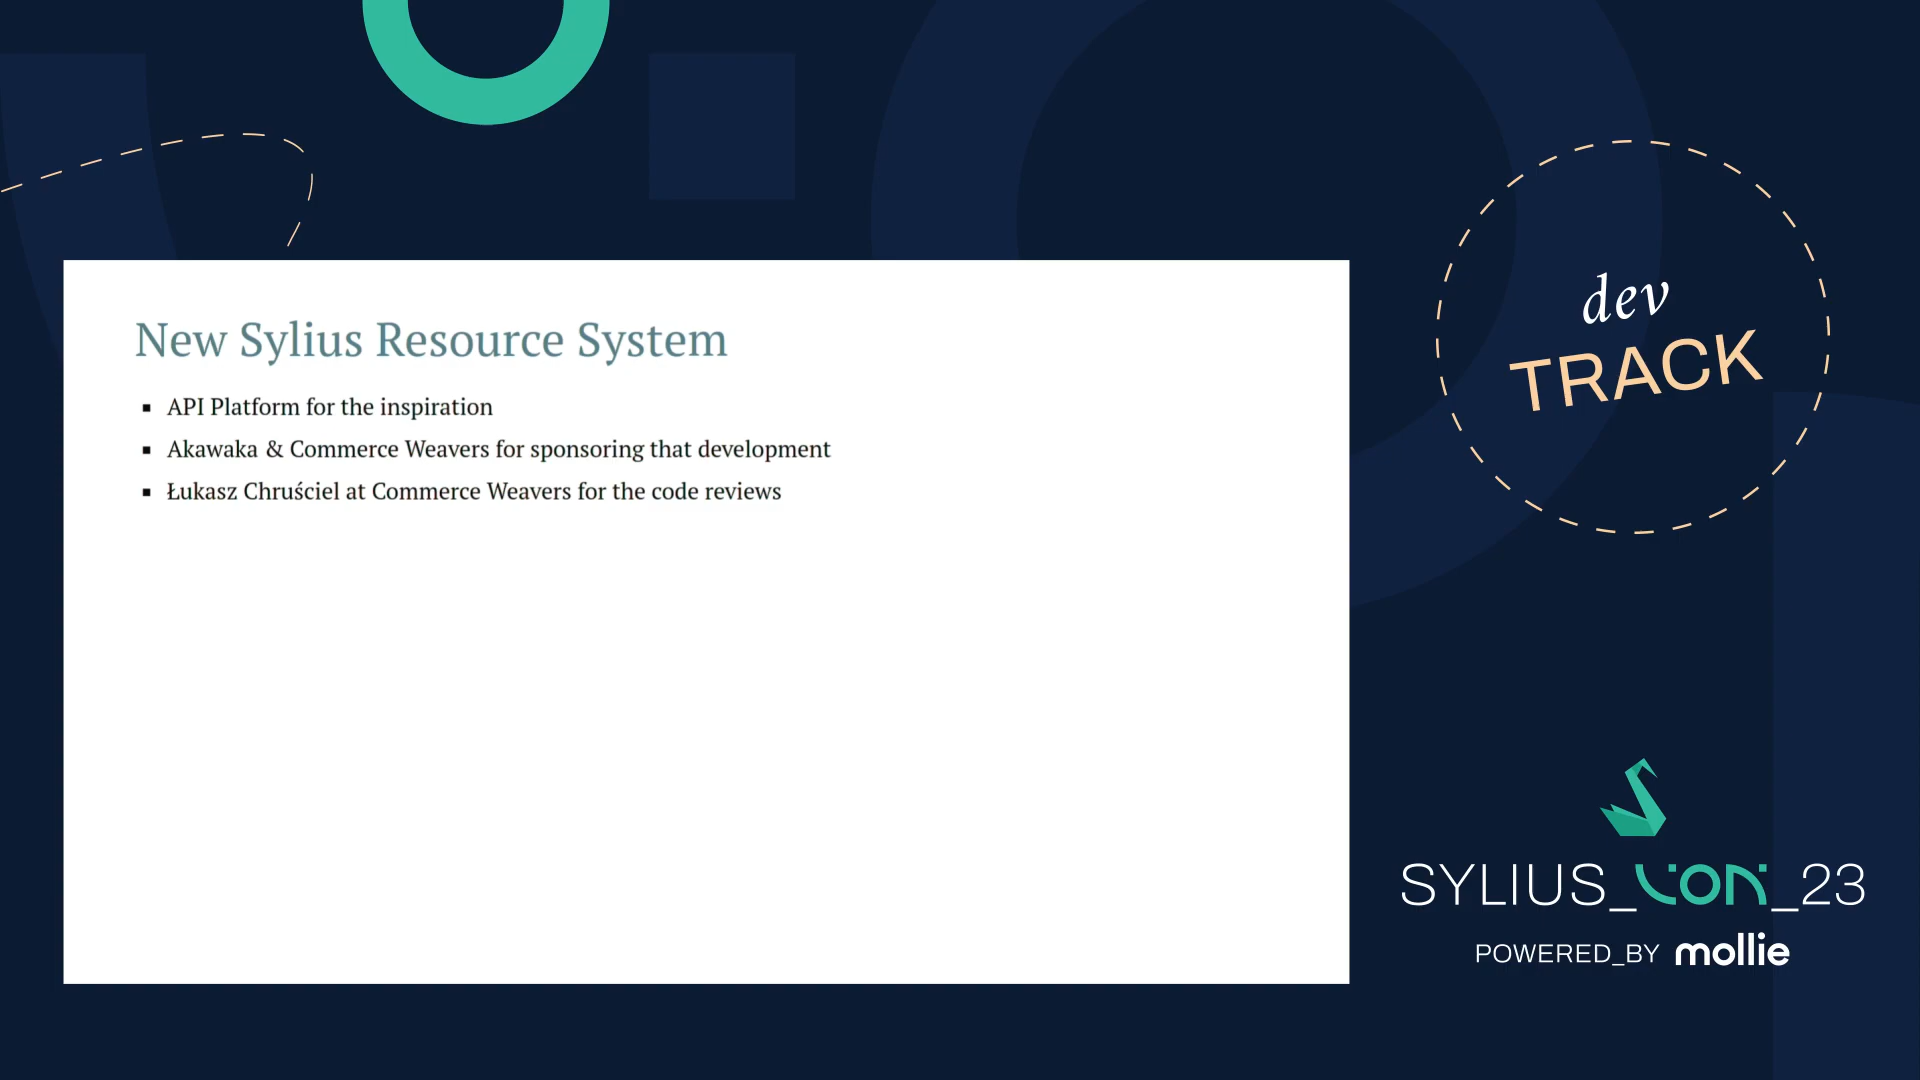 New Sylius Resource System
▪ API Platform for the inspiration
▪ Akawaka & Commerce Weavers for sponsoring that development
▪ Łukasz Chruściel at Commerce Weavers for the code reviews
dev
TRACK
SYLIUS_CON_23
POWERED_BY mollie